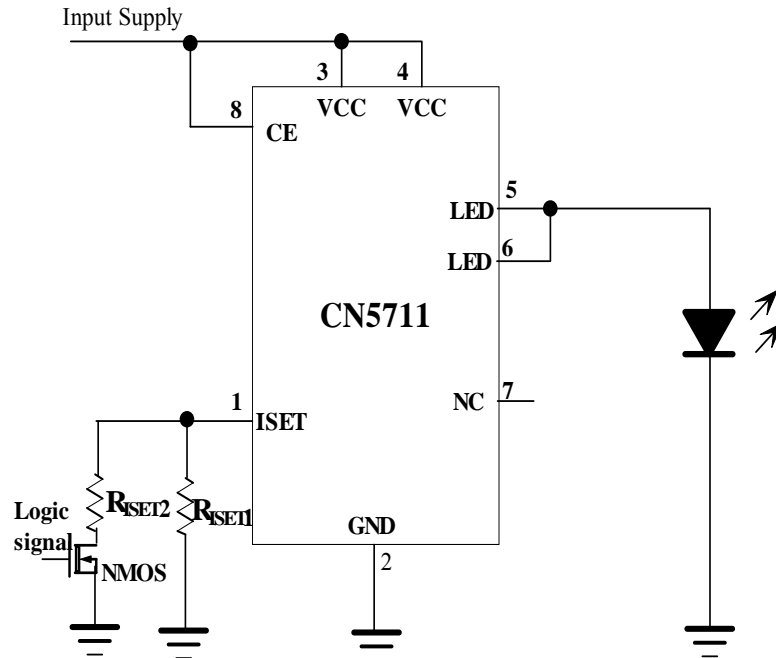 Input Supply
3
4
8
VCC
VCC
CE
5
LED
6
LED
CN5711
1
ISET
7
NC
RISET2
RISET1
Logic
signal
GND
NMOS
2